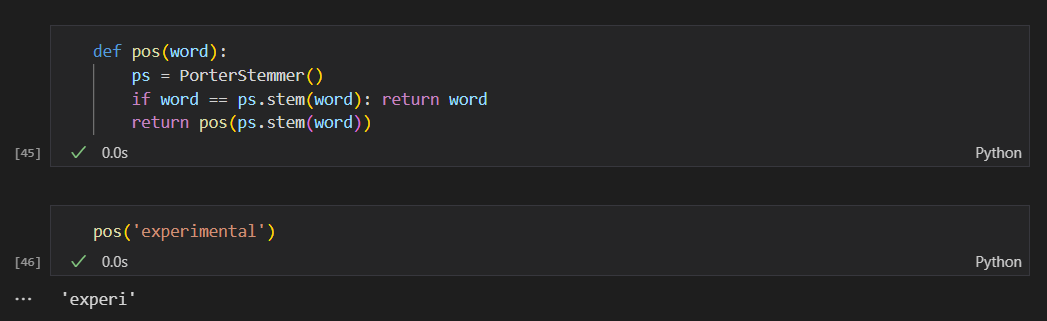 def pos(word):
    ps = PorterStemmer()
    if word == ps.stem(word): return word
    return pos(ps.stem(word))
[45] ✓ 0.0s Python
pos('experimental')
[46] ✓ 0.0s Python
... 'experi'